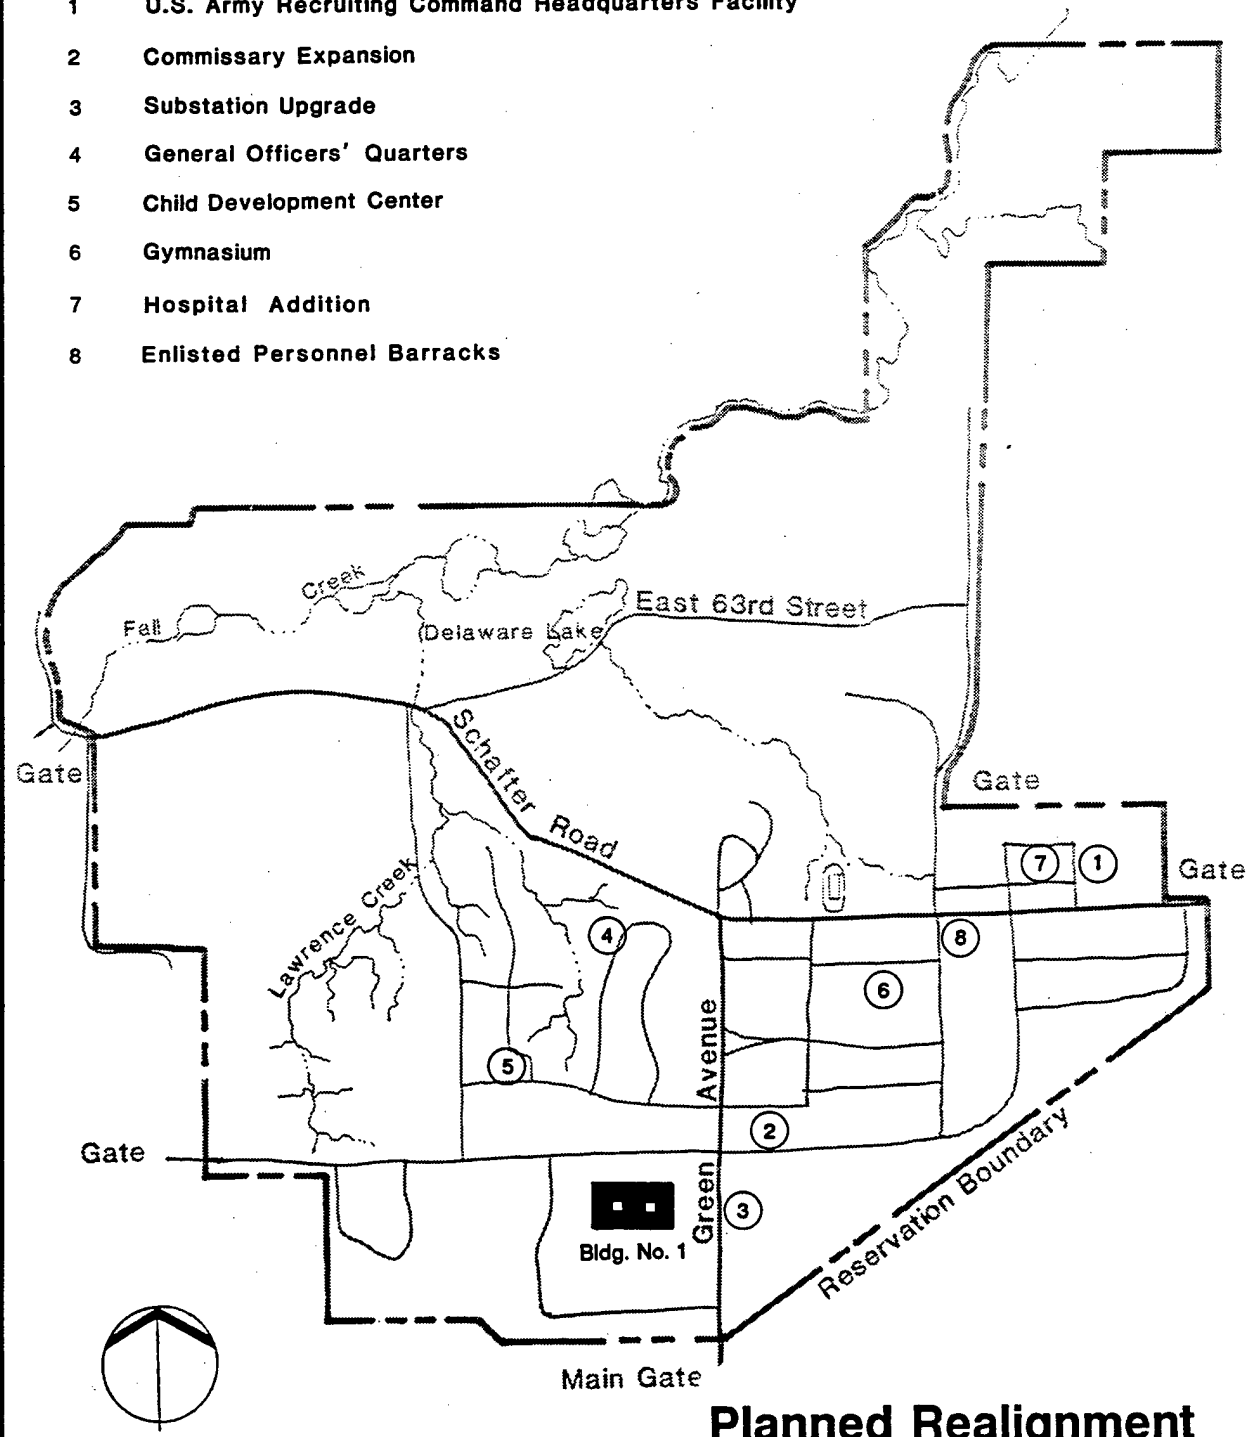 1 U.S. Army Recruiting Command Headquarters Facility
2 Commissary Expansion
3 Substation Upgrade
4 General Officers' Quarters
5 Child Development Center
6 Gymnasium
7 Hospital Addition
8 Enlisted Personnel Barracks
Fall Creek
Delaware Lake
East 63rd Street
Schafter Road
Gate
Gate
Gate
7
1
Lawrence Creek
4
8
6
5
Green Avenue
2
Gate
3
Bldg. No. 1
Reservation Boundary
Main Gate
Planned Realignment